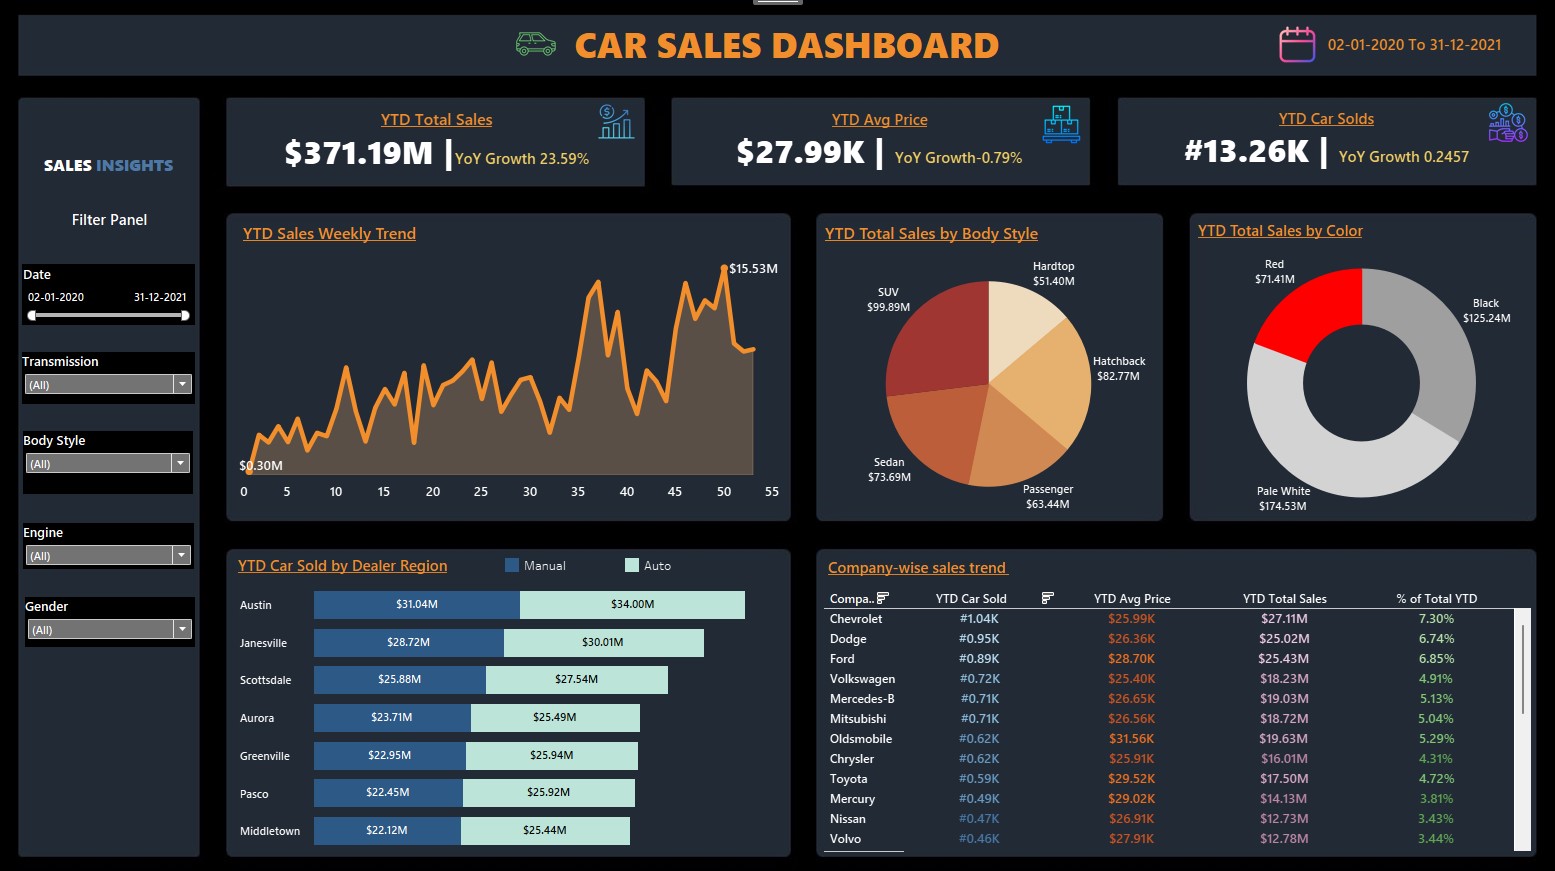 CAR SALES DASHBOARD
02-01-2020 To 31-12-2021
SALES INSIGHTS
Filter Panel
Date
02-01-2020 31-12-2021
Transmission
(All)
Body Style
(All)
Engine
(All)
Gender
(All)
YTD Total Sales
$371.19M | YoY Growth 23.59%
YTD Avg Price
$27.99K | YoY Growth-0.79%
YTD Car Solds
#13.26K | YoY Growth 0.2457
YTD Sales Weekly Trend
$15.53M
$0.30M
0 5 10 15 20 25 30 35 40 45 50 55
YTD Total Sales by Body Style
Hardtop
$51.40M
SUV
$99.89M
Hatchback
$82.77M
Sedan
$73.69M
Passenger
$63.44M
YTD Total Sales by Color
Red
$71.41M
Black
$125.24M
Pale White
$174.53M
YTD Car Sold by Dealer Region
Manual Auto
Austin $31.04M $34.00M
Janesville $28.72M $30.01M
Scottsdale $25.88M $27.54M
Aurora $23.71M $25.49M
Greenville $22.95M $25.94M
Pasco $22.45M $25.92M
Middletown $22.12M $25.44M
Company-wise sales trend
Compa.. YTD Car Sold YTD Avg Price YTD Total Sales % of Total YTD
Chevrolet #1.04K $25.99K $27.11M 7.30%
Dodge #0.95K $26.36K $25.02M 6.74%
Ford #0.89K $28.70K $25.43M 6.85%
Volkswagen #0.72K $25.40K $18.23M 4.91%
Mercedes-B #0.71K $26.65K $19.03M 5.13%
Mitsubishi #0.71K $26.56K $18.72M 5.04%
Oldsmobile #0.62K $31.56K $19.63M 5.29%
Chrysler #0.62K $25.91K $16.01M 4.31%
Toyota #0.59K $29.52K $17.50M 4.72%
Mercury #0.49K $29.02K $14.13M 3.81%
Nissan #0.47K $26.91K $12.73M 3.43%
Volvo #0.46K $27.91K $12.78M 3.44%